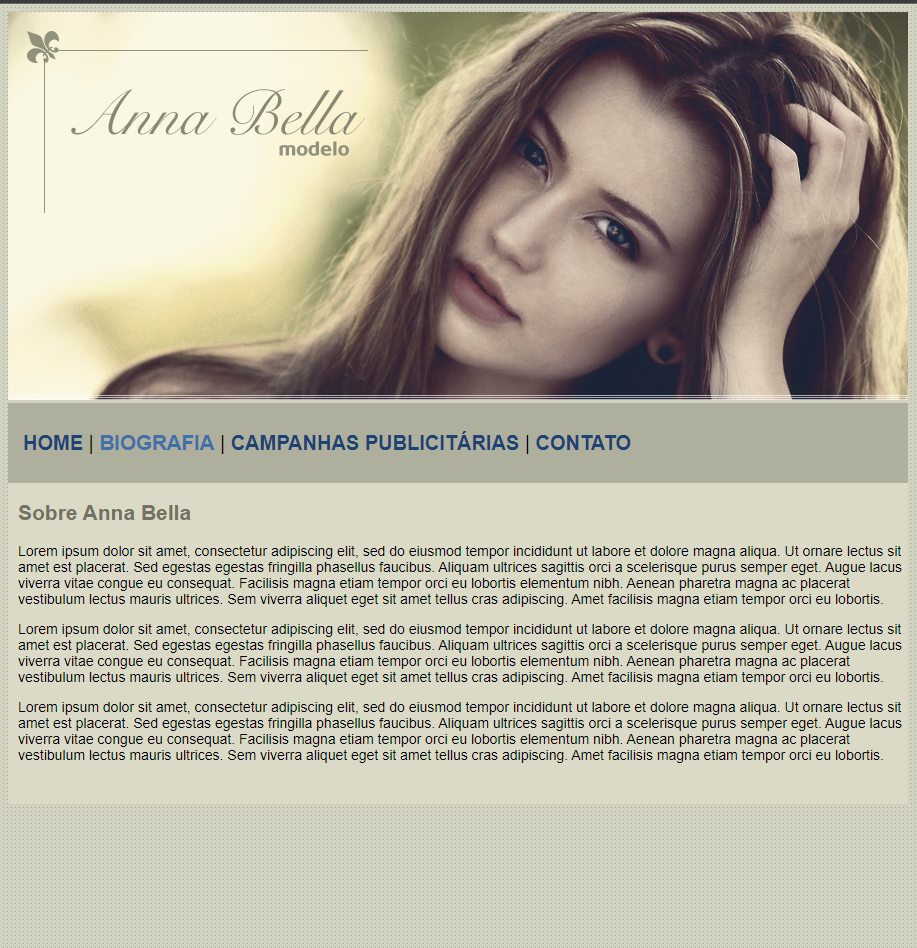 Anna Bella
modelo
HOME | BIOGRAFIA | CAMPANHAS PUBLICITÁRIAS | CONTATO
Sobre Anna Bella
Lorem ipsum dolor sit amet, consectetur adipiscing elit, sed do eiusmod tempor incididunt ut labore et dolore magna aliqua. Ut ornare lectus sit
amet est placerat. Sed egestas egestas fringilla phasellus faucibus. Aliquam ultrices sagittis orci a scelerisque purus semper eget. Augue lacus
viverra vitae congue eu consequat. Facilisis magna etiam tempor orci eu lobortis elementum nibh. Aenean pharetra magna ac placerat
vestibulum lectus mauris ultrices. Sem viverra aliquet eget sit amet tellus cras adipiscing. Amet facilisis magna etiam tempor orci eu lobortis.
Lorem ipsum dolor sit amet, consectetur adipiscing elit, sed do eiusmod tempor incididunt ut labore et dolore magna aliqua. Ut ornare lectus sit
amet est placerat. Sed egestas egestas fringilla phasellus faucibus. Aliquam ultrices sagittis orci a scelerisque purus semper eget. Augue lacus
viverra vitae congue eu consequat. Facilisis magna etiam tempor orci eu lobortis elementum nibh. Aenean pharetra magna ac placerat
vestibulum lectus mauris ultrices. Sem viverra aliquet eget sit amet tellus cras adipiscing. Amet facilisis magna etiam tempor orci eu lobortis.
Lorem ipsum dolor sit amet, consectetur adipiscing elit, sed do eiusmod tempor incididunt ut labore et dolore magna aliqua. Ut ornare lectus sit
amet est placerat. Sed egestas egestas fringilla phasellus faucibus. Aliquam ultrices sagittis orci a scelerisque purus semper eget. Augue lacus
viverra vitae congue eu consequat. Facilisis magna etiam tempor orci eu lobortis elementum nibh. Aenean pharetra magna ac placerat
vestibulum lectus mauris ultrices. Sem viverra aliquet eget sit amet tellus cras adipiscing. Amet facilisis magna etiam tempor orci eu lobortis.